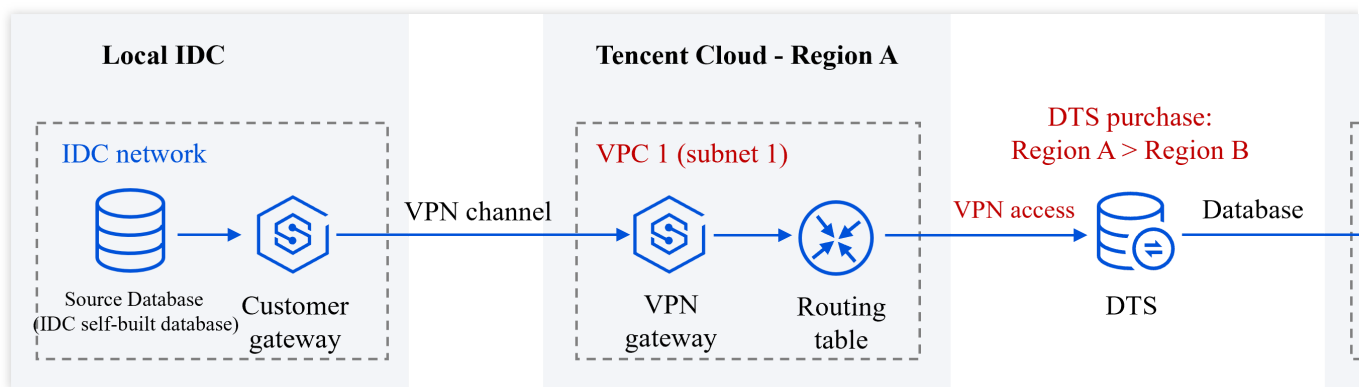 Local IDC
Tencent Cloud - Region A
DTS purchase:
Region A > Region B
IDC network
VPC 1 (subnet 1)
VPN channel
VPN access
Database
Source Database
(IDC self-built database)
Customer
gateway
VPN
gateway
Routing
table
DTS